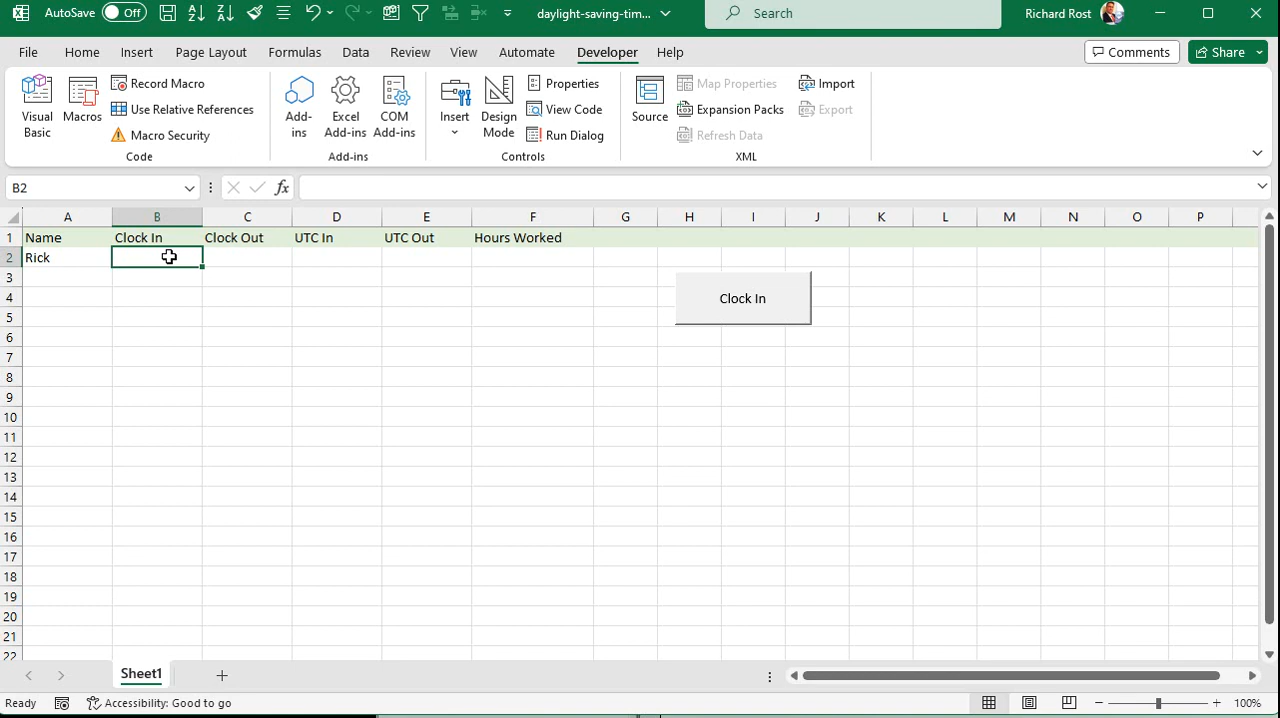 AutoSave Off daylight-saving-tim... Search Richard Rost
File Home Insert Page Layout Formulas Data Review View Automate Developer Help Comments Share
Visual Basic
Macros
Record Macro
Use Relative References
Macro Security
Code
Add-ins
Excel Add-ins
COM Add-ins
Add-ins
Insert
Design Mode
Properties
View Code
Run Dialog
Controls
Source
Map Properties
Expansion Packs
Refresh Data
Import
Export
XML
B2 fx
A B C D E F G H I J K L M N O P
1 Name Clock In Clock Out UTC In UTC Out Hours Worked
2 Rick
3
4 Clock In
5
6
7
8
9
10
11
12
13
14
15
16
17
18
19
20
21
22
Sheet1
Ready Accessibility: Good to go 100%